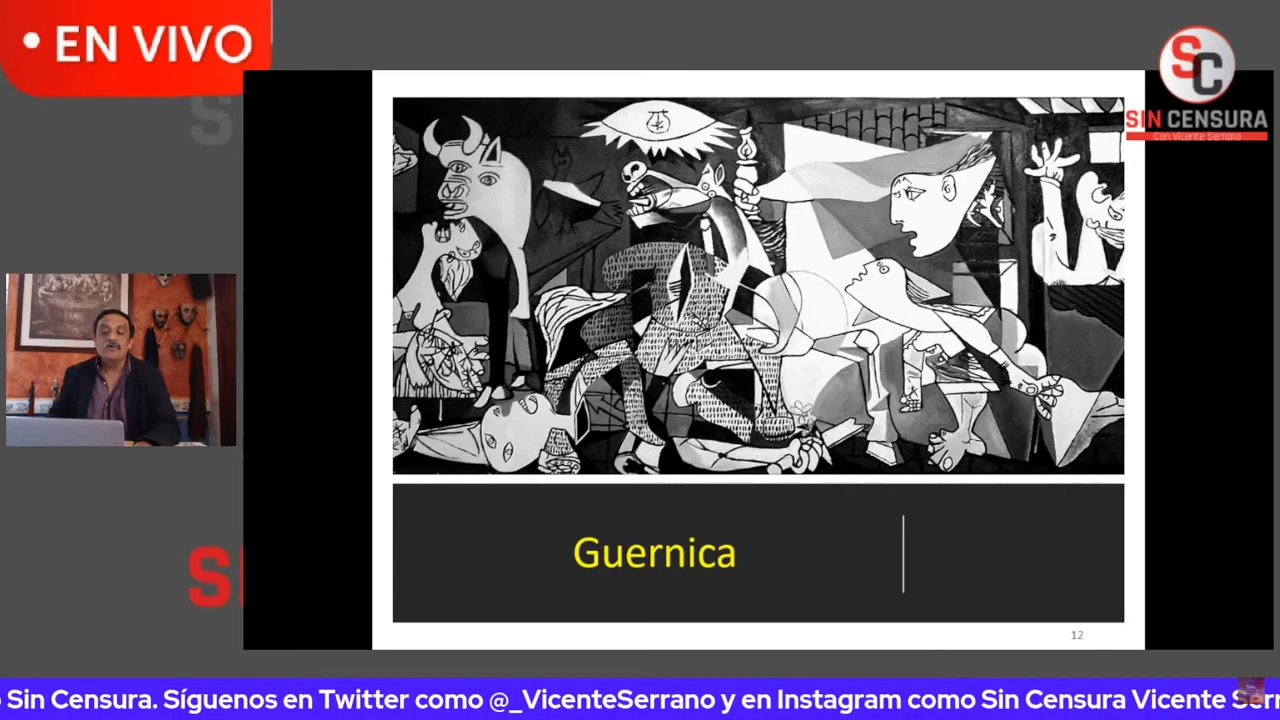 • EN VIVO
SC
SIN CENSURA
Con Vicente Serrano
S
S
Guernica
12
Sin Censura. Síguenos en Twitter como @_VicenteSerrano y en Instagram como Sin Censura Vicente